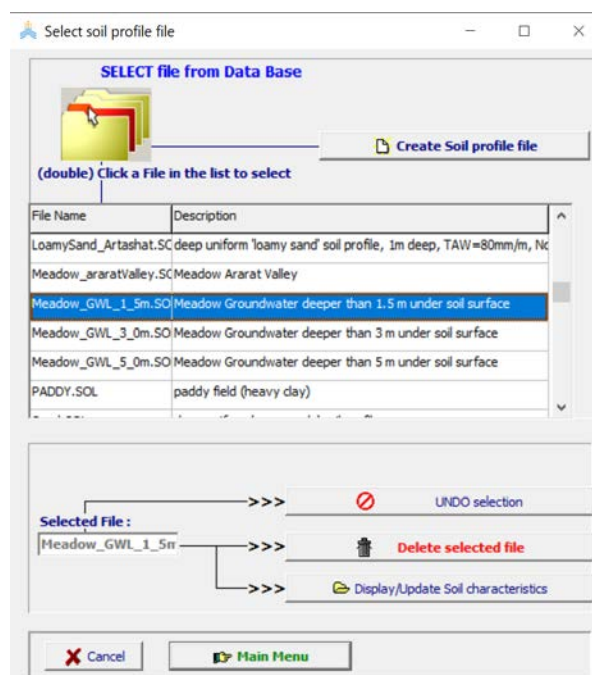 Select soil profile file
SELECT file from Data Base
Create Soil profile file
(double) Click a File in the list to select
File Name Description
LoamySand_Artashat.SO deep uniform 'loamy sand' soil profile, 1m deep, TAW=80mm/m, No
Meadow_araratValley.SO Meadow Ararat Valley
Meadow_GWL_1_5m.SO Meadow Groundwater deeper than 1.5 m under soil surface
Meadow_GWL_3_0m.SO Meadow Groundwater deeper than 3 m under soil surface
Meadow_GWL_5_0m.SO Meadow Groundwater deeper than 5 m under soil surface
PADDY.SOL paddy field (heavy clay)
>>> UNDO selection
Selected File :
Meadow_GWL_1_5m >>> Delete selected file
>>> Display/Update Soil characteristics
Cancel Main Menu